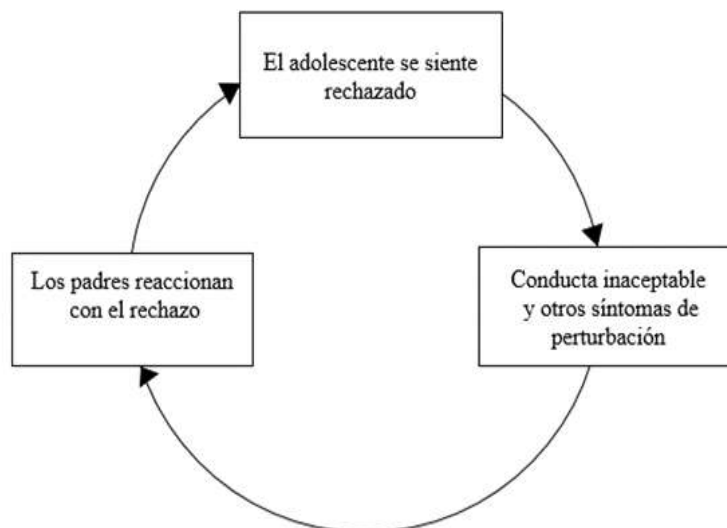 El adolescente se siente
rechazado
Los padres reaccionan
con el rechazo
Conducta inaceptable
y otros síntomas de
perturbación